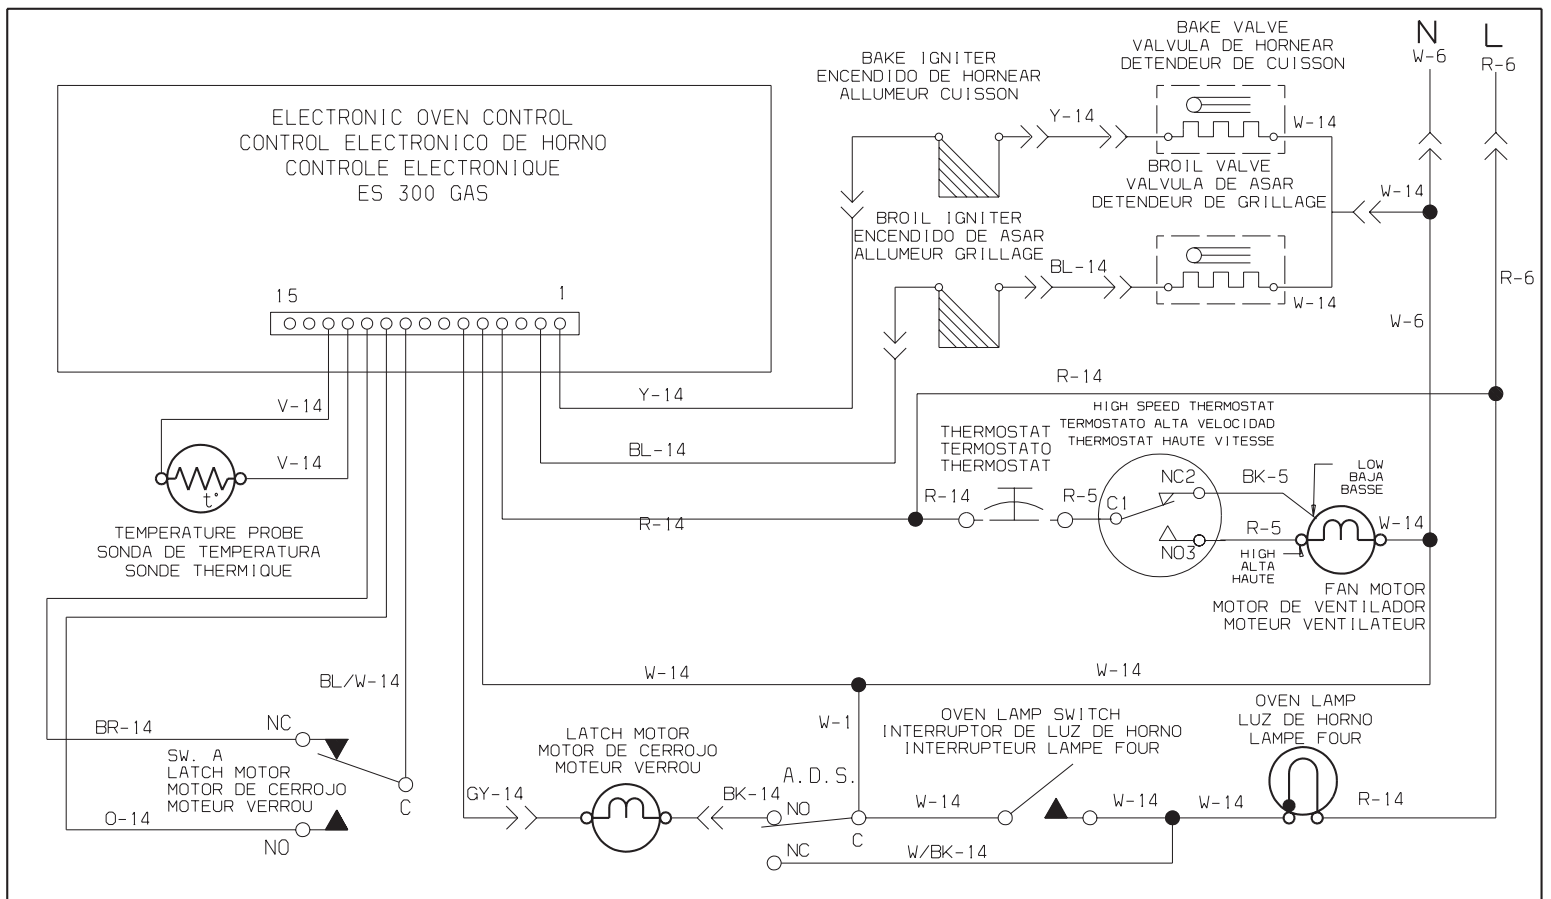 ELECTRONIC OVEN CONTROL
CONTROL ELECTRONICO DE HORNO
CONTROLE ELECTRONIQUE
ES 300 GAS
15
1
BAKE IGNITER
ENCENDIDO DE HORNEAR
ALLUMEUR CUISSON
BAKE VALVE
VALVULA DE HORNEAR
DETENDEUR DE CUISSON
N
W-6
L
R-6
Y-14
W-14
BROIL VALVE
VALVULA DE ASAR
DETENDEUR DE GRILLAGE
W-14
BROIL IGNITER
ENCENDIDO DE ASAR
ALLUMEUR GRILLAGE
BL-14
W-14
R-6
W-6
Y-14
BL-14
R-14
V-14
V-14
t°
TEMPERATURE PROBE
SONDA DE TEMPERATURA
SONDE THERMIQUE
HIGH SPEED THERMOSTAT
TERMOSTATO ALTA VELOCIDAD
THERMOSTAT HAUTE VITESSE
THERMOSTAT
TERMOSTATO
THERMOSTAT
R-14
R-14
R-5
C1
NC2
NO3
BK-5
R-5
LOW
BAJA
BASSE
HIGH
ALTA
HAUTE
W-14
FAN MOTOR
MOTOR DE VENTILADOR
MOTEUR VENTILATEUR
BL/W-14
W-14
W-14
W-1
BR-14
NC
SW. A
LATCH MOTOR
MOTOR DE CERROJO
MOTEUR VERROU
C
O-14
NO
LATCH MOTOR
MOTOR DE CERROJO
MOTEUR VERROU
GY-14
BK-14
A.D.S.
NO
C
NC
OVEN LAMP SWITCH
INTERRUPTOR DE LUZ DE HORNO
INTERRUPTEUR LAMPE FOUR
W-14
W-14
W/BK-14
OVEN LAMP
LUZ DE HORNO
LAMPE FOUR
W-14
R-14